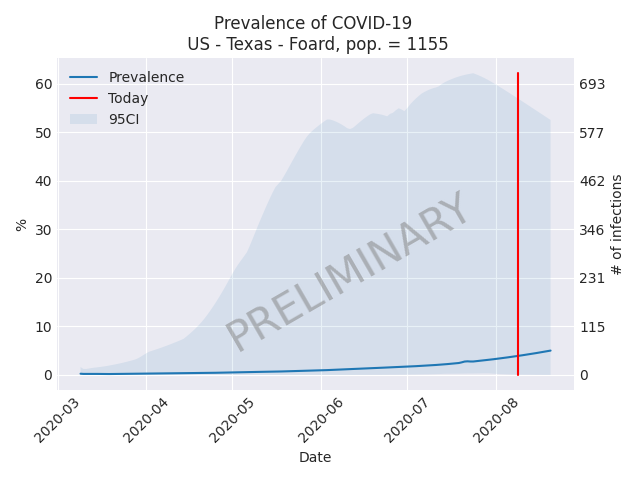 Prevalence of COVID-19
US - Texas - Foard, pop. = 1155
Prevalence
Today
95CI
60
50
40
30
20
10
0
%
693
577
462
346
231
115
0
# of infections
PRELIMINARY
2020-03
2020-04
2020-05
2020-06
2020-07
2020-08
Date